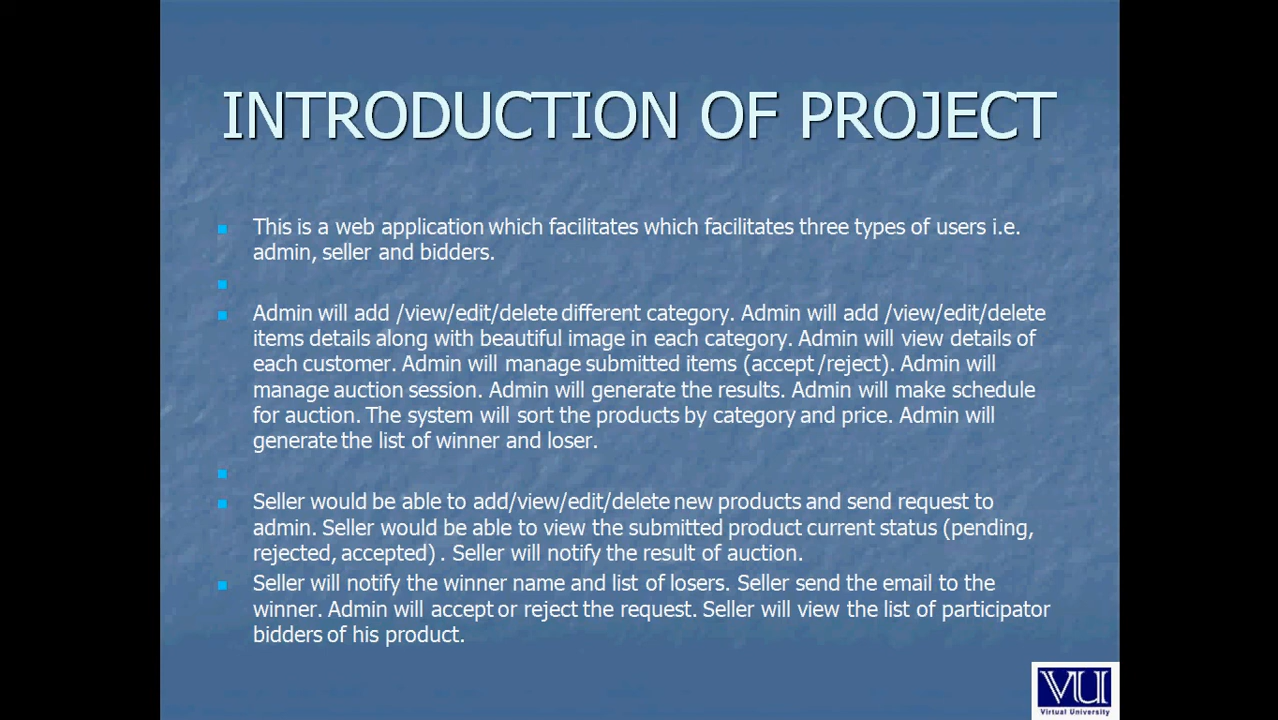 INTRODUCTION OF PROJECT
This is a web application which facilitates which facilitates three types of users i.e.
admin, seller and bidders.
Admin will add /view/edit/delete different category. Admin will add /view/edit/delete
items details along with beautiful image in each category. Admin will view details of
each customer. Admin will manage submitted items (accept /reject). Admin will
manage auction session. Admin will generate the results. Admin will make schedule
for auction. The system will sort the products by category and price. Admin will
generate the list of winner and loser.
Seller would be able to add/view/edit/delete new products and send request to
admin. Seller would be able to view the submitted product current status (pending,
rejected, accepted) . Seller will notify the result of auction.
Seller will notify the winner name and list of losers. Seller send the email to the
winner. Admin will accept or reject the request. Seller will view the list of participator
bidders of his product.
VU
Virtual University